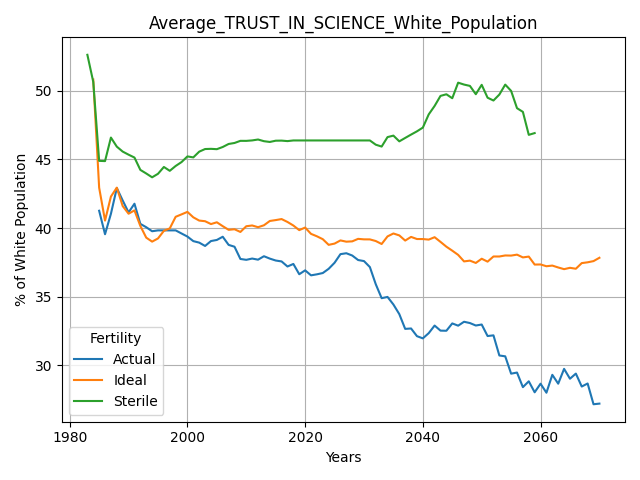 Average_TRUST_IN_SCIENCE_White_Population
% of White Population
50
45
40
35
30
Fertility
Actual
Ideal
Sterile
1980
2000
2020
2040
2060
Years